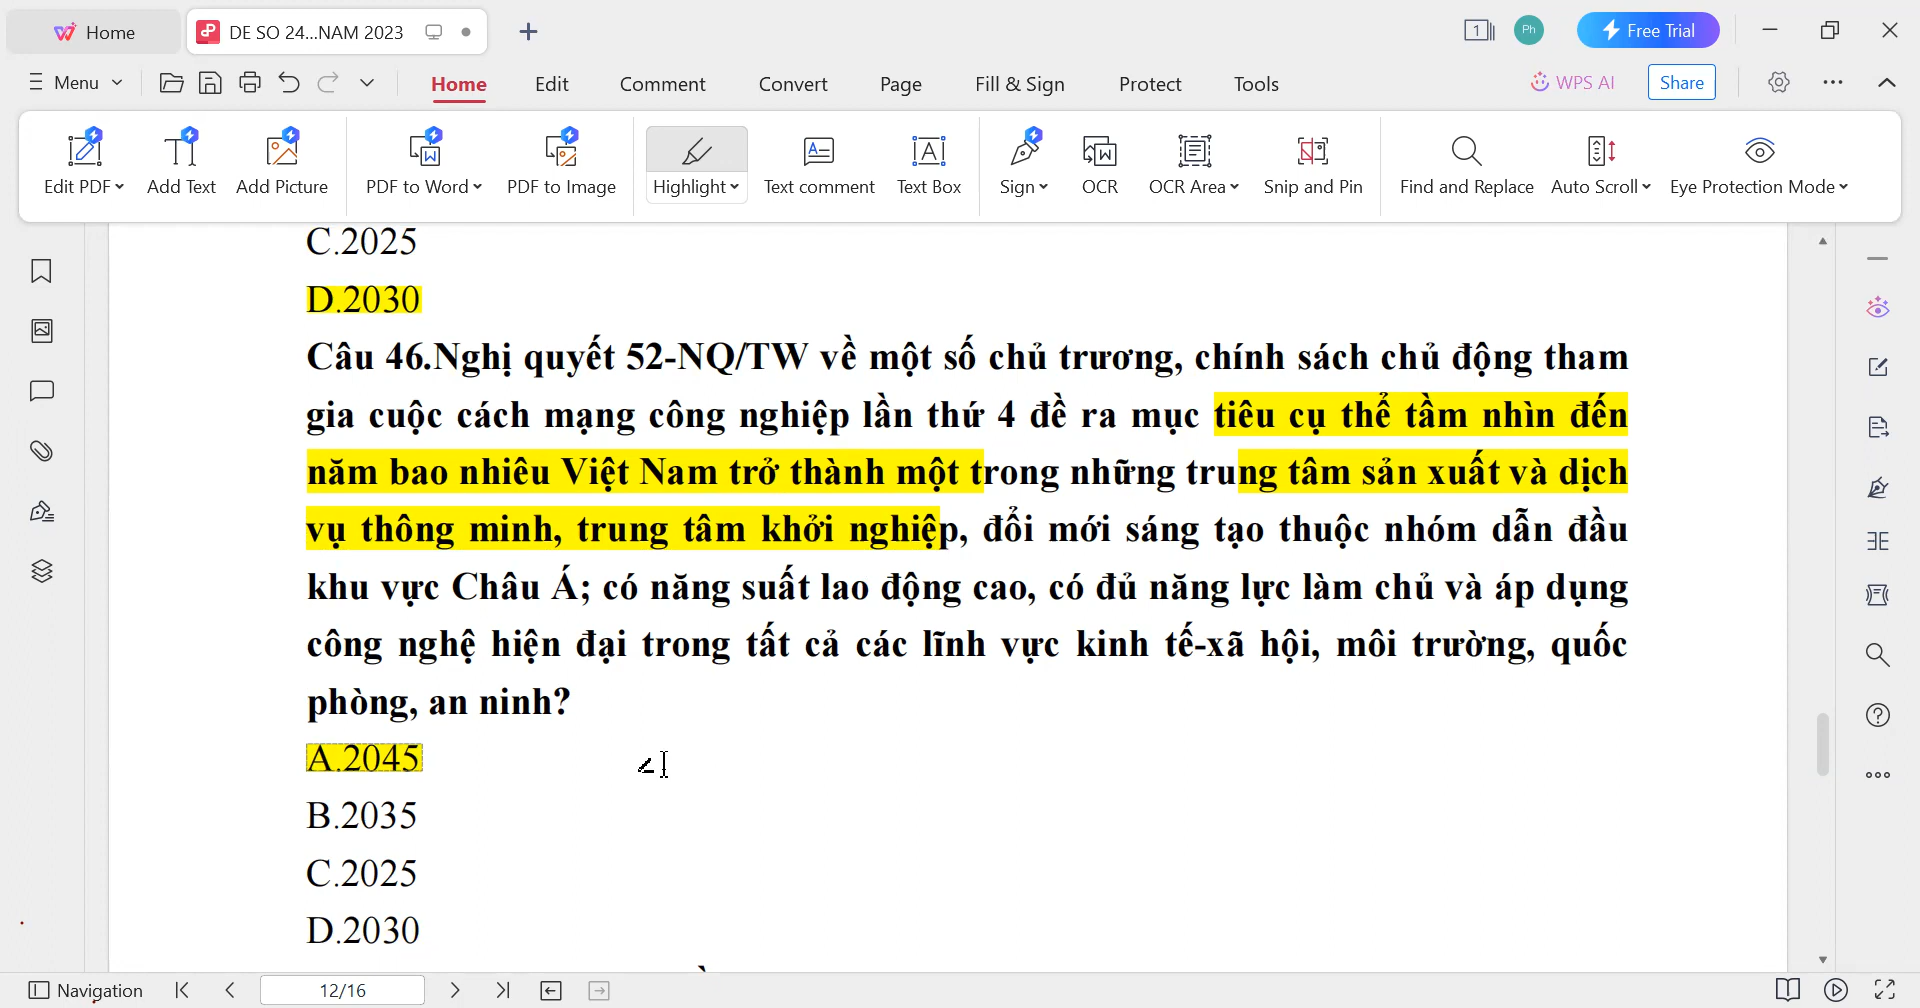 Home
DE SO 24...NAM 2023
1
Ph
Free Trial
Menu
Home
Edit
Comment
Convert
Page
Fill & Sign
Protect
Tools
WPS AI
Share
Edit PDF
Add Text
Add Picture
PDF to Word
PDF to Image
Highlight
Text comment
Text Box
Sign
OCR
OCR Area
Snip and Pin
Find and Replace
Auto Scroll
Eye Protection Mode
C.2025
D.2030
Câu 46.Nghị quyết 52-NQ/TW về một số chủ trương, chính sách chủ động tham
gia cuộc cách mạng công nghiệp lần thứ 4 đề ra mục tiêu cụ thể tầm nhìn đến
năm bao nhiêu Việt Nam trở thành một trong những trung tâm sản xuất và dịch
vụ thông minh, trung tâm khởi nghiệp, đổi mới sáng tạo thuộc nhóm dẫn đầu
khu vực Châu Á; có năng suất lao động cao, có đủ năng lực làm chủ và áp dụng
công nghệ hiện đại trong tất cả các lĩnh vực kinh tế-xã hội, môi trường, quốc
phòng, an ninh?
A.2045
B.2035
C.2025
D.2030
Navigation
12/16